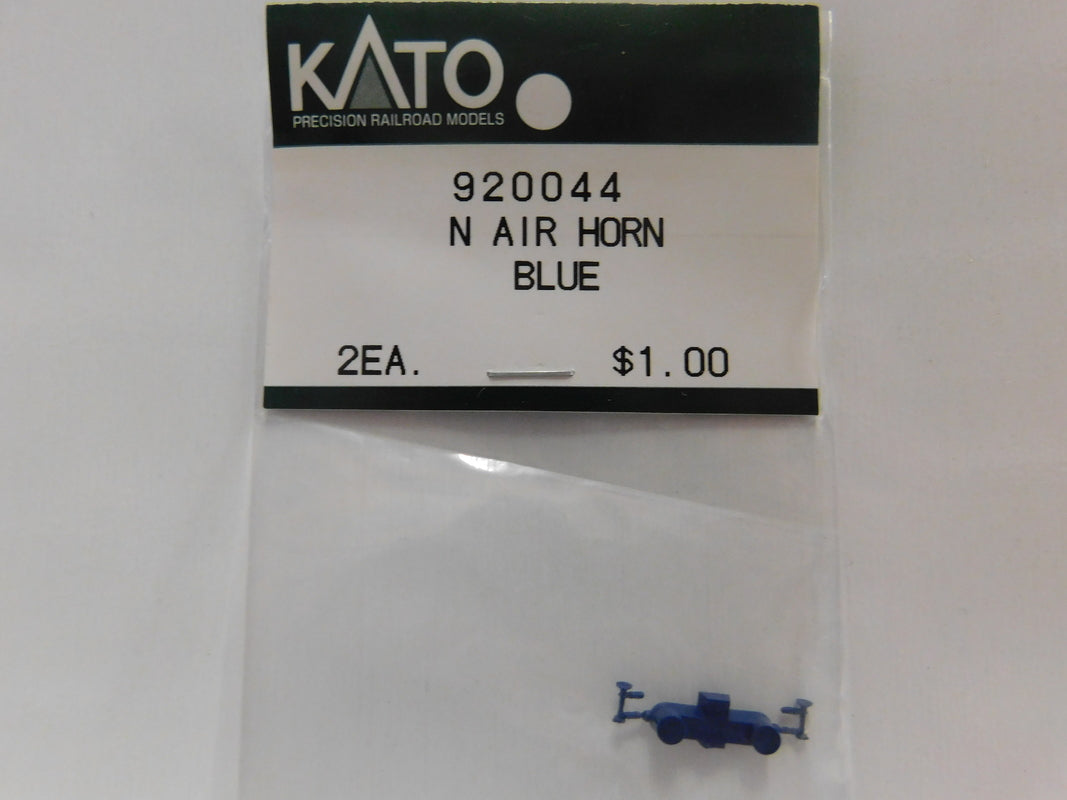 KATO
PRECISION RAILROAD MODELS
920044
N AIR HORN
BLUE
2EA. $1.00